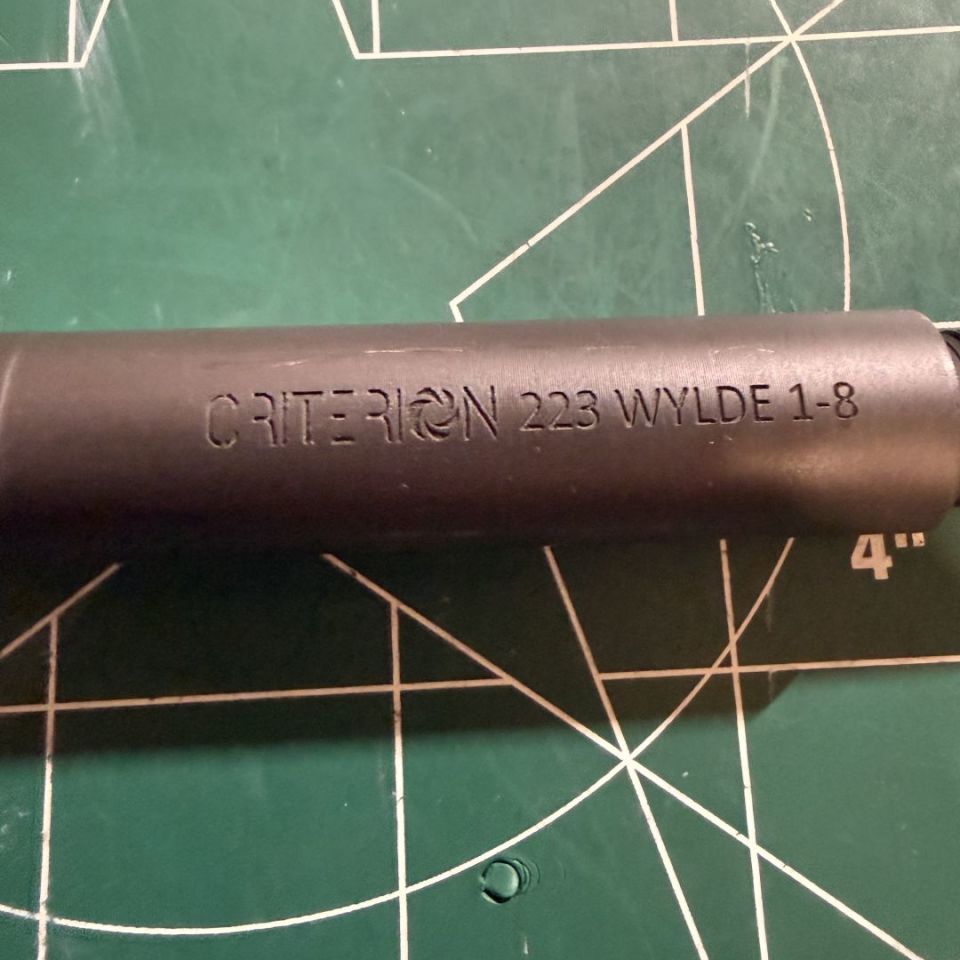 CRITERION 223 WYLDE 1-8
4"